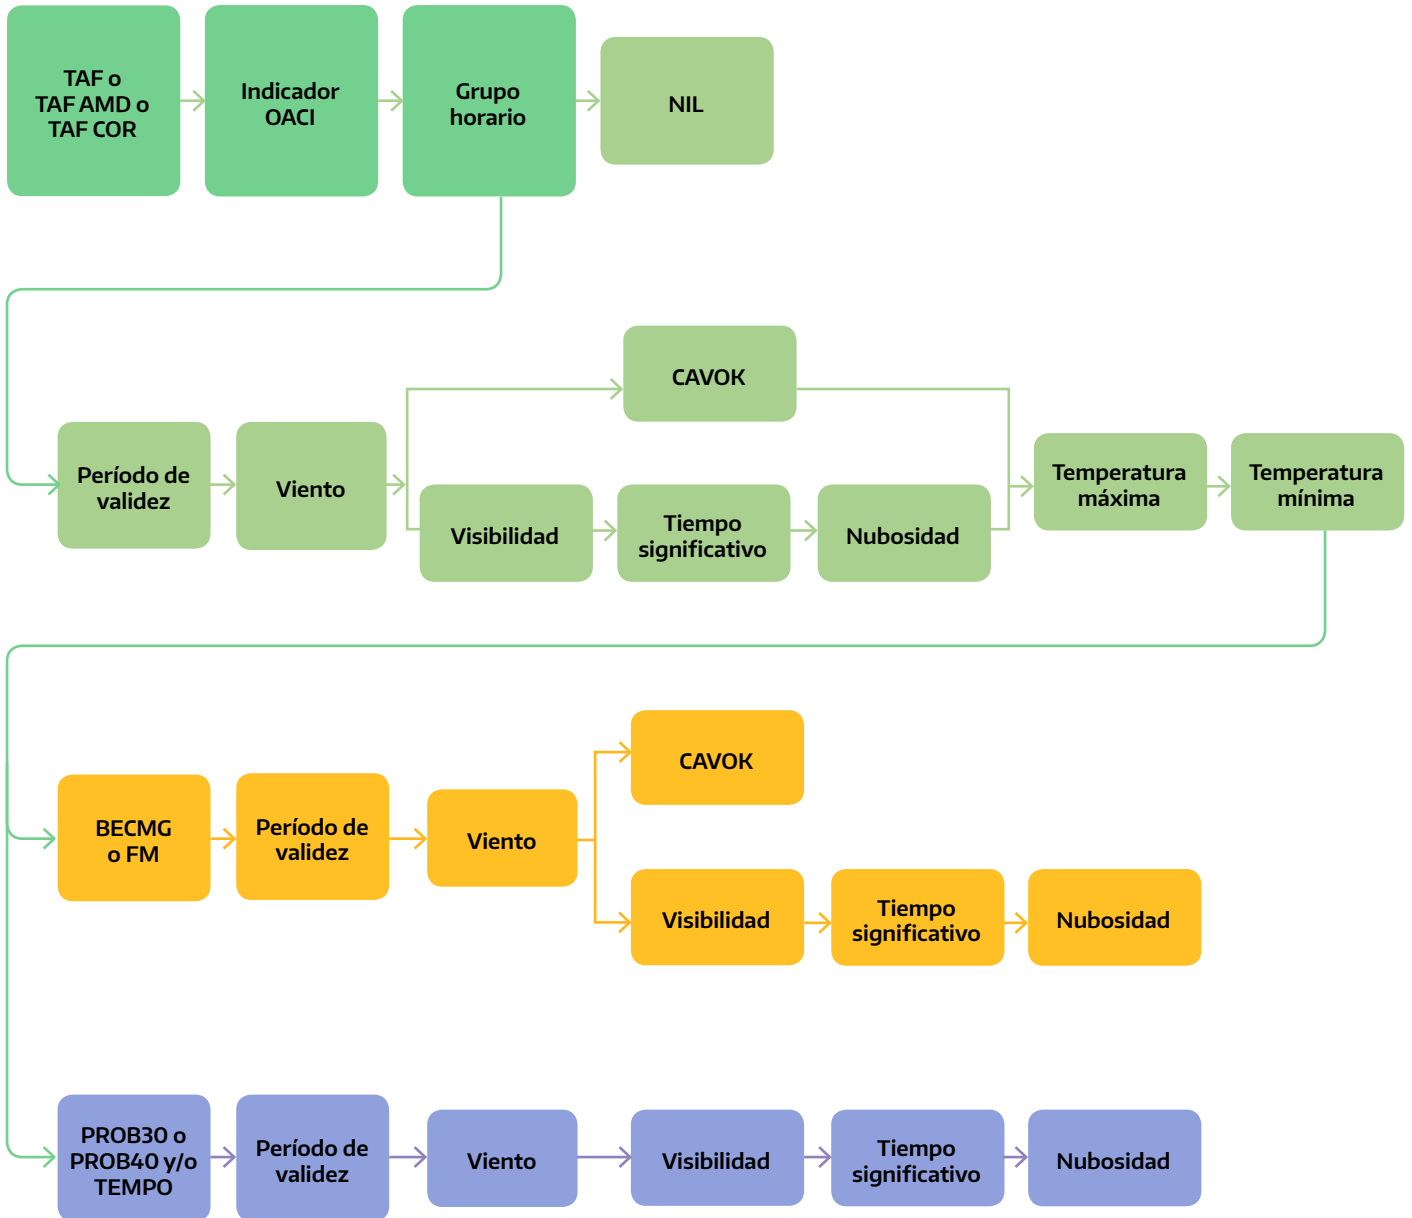 TAF o
TAF AMD o
TAF COR
Indicador
OACI
Grupo
horario
NIL
CAVOK
Período de
validez
Viento
Visibilidad
Tiempo
significativo
Nubosidad
Temperatura
máxima
Temperatura
mínima
BECMG
o FM
Período de
validez
Viento
CAVOK
Visibilidad
Tiempo
significativo
Nubosidad
PROB30 o
PROB40 y/o
TEMPO
Período de
validez
Viento
Visibilidad
Tiempo
significativo
Nubosidad